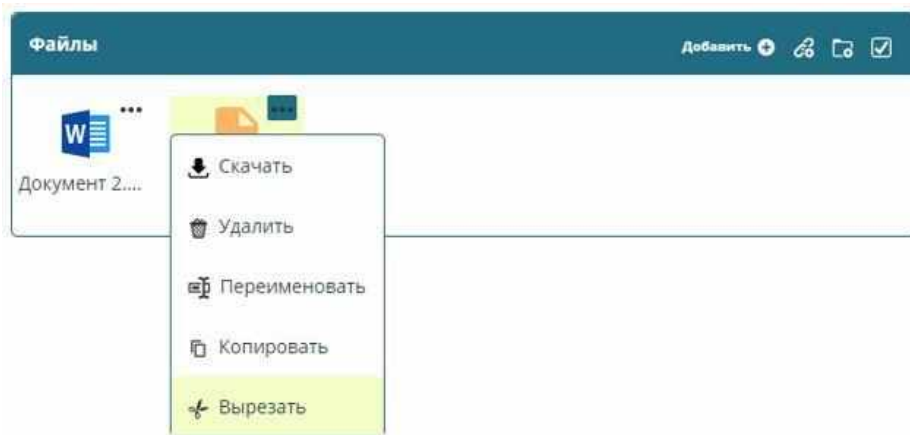 Файлы
Добавить
W
Документ 2....
Скачать
Удалить
Переименовать
Копировать
Вырезать